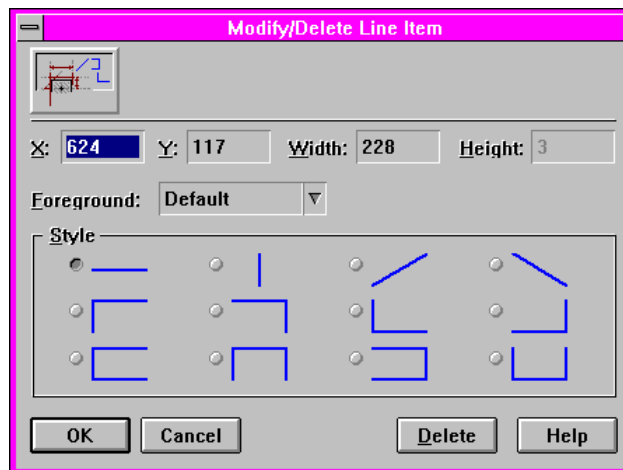 Modify/Delete Line Item
X: 624 Y: 117 Width: 228 Height: 3
Foreground: Default
Style
OK Cancel Delete Help